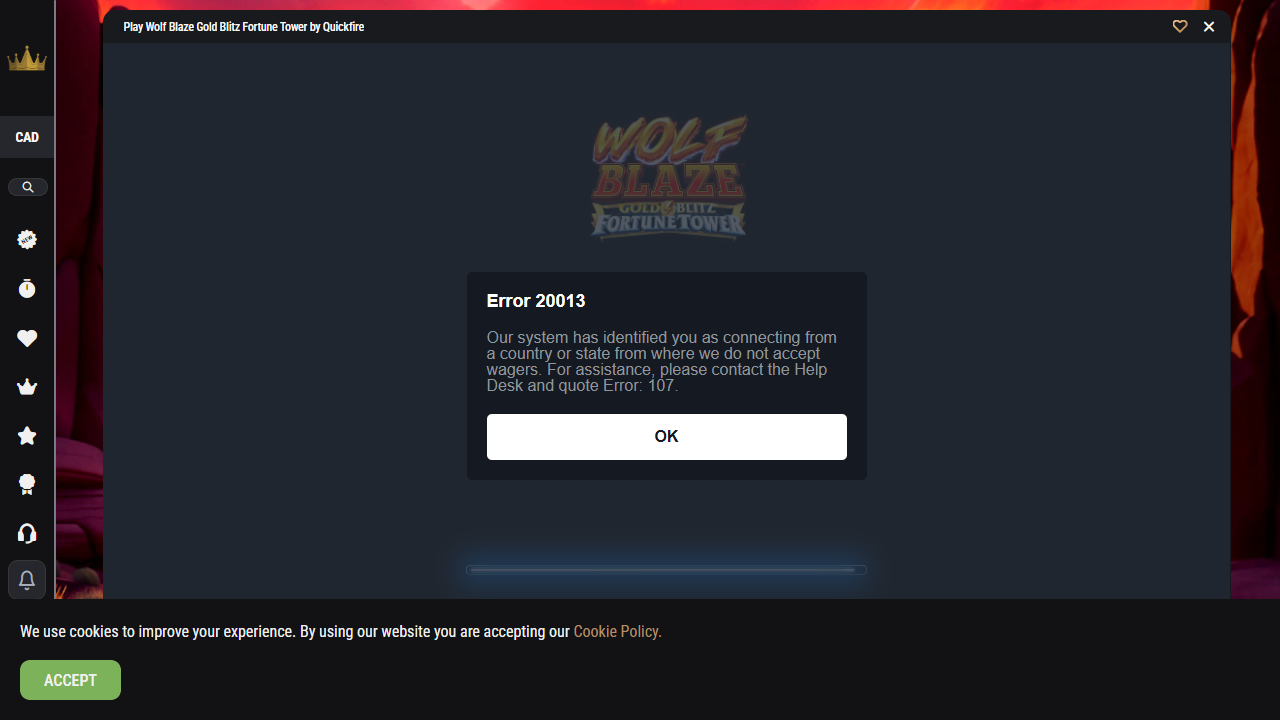 Play Wolf Blaze Gold Blitz Fortune Tower by Quickfire
CAD
NEW
WOLF
BLAZE
GOLD BLITZ
FORTUNE TOWER
Error 20013
Our system has identified you as connecting from
a country or state from where we do not accept
wagers. For assistance, please contact the Help
Desk and quote Error: 107.
OK
We use cookies to improve your experience. By using our website you are accepting our Cookie Policy.
ACCEPT